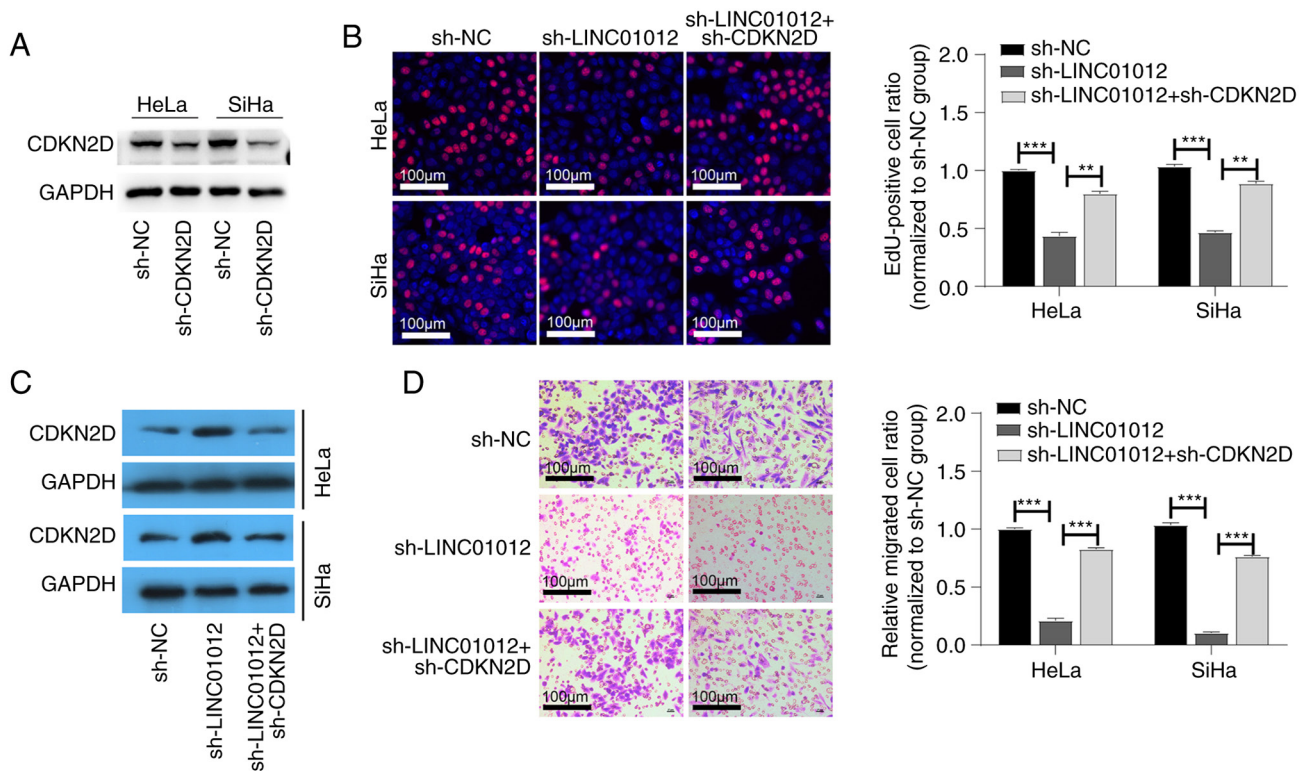 A
HeLa
SiHa
CDKN2D
GAPDH
sh-NC
sh-CDKN2D
sh-NC
sh-CDKN2D
B
sh-NC
sh-LINC01012
sh-LINC01012+
sh-CDKN2D
HeLa
100μm
100μm
100μm
SiHa
100μm
100μm
100μm
EdU-positive cell ratio
(normalized to sh-NC group)
2.0
1.5
1.0
0.5
0.0
sh-NC
sh-LINC01012
sh-LINC01012+sh-CDKN2D
***
**
***
**
HeLa
SiHa
C
CDKN2D
GAPDH
HeLa
CDKN2D
GAPDH
SiHa
sh-NC
sh-LINC01012
sh-LINC01012+
sh-CDKN2D
D
sh-NC
100μm
100μm
sh-LINC01012
100μm
100μm
sh-LINC01012+
sh-CDKN2D
100μm
100μm
Relative migrated cell ratio
(normalized to sh-NC group)
2.0
1.5
1.0
0.5
0.0
sh-NC
sh-LINC01012
sh-LINC01012+sh-CDKN2D
***
***
***
***
HeLa
SiHa